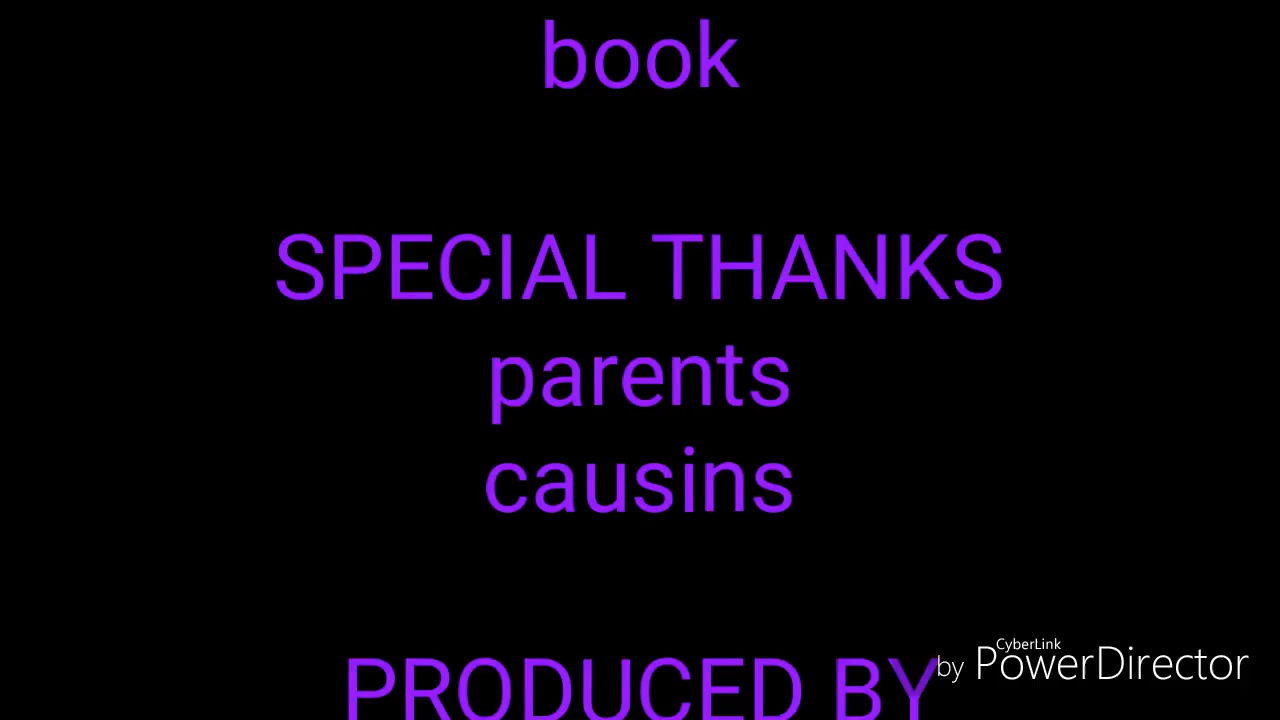 book
SPECIAL THANKS
parents
causins
PRODUCED BY
CyberLink
by PowerDirector